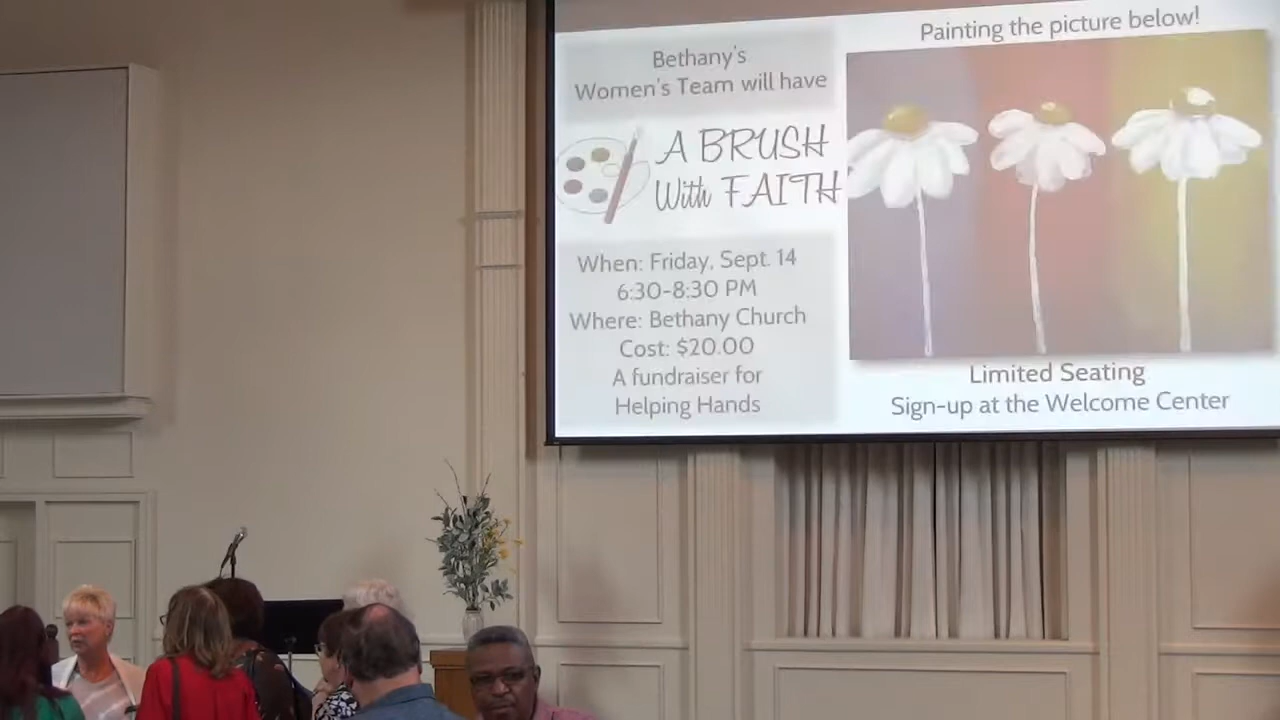 Bethany's
Women's Team will have
A BRUSH
With FAITH
When: Friday, Sept. 14
6:30-8:30 PM
Where: Bethany Church
Cost: $20.00
A fundraiser for
Helping Hands
Painting the picture below!
Limited Seating
Sign-up at the Welcome Center